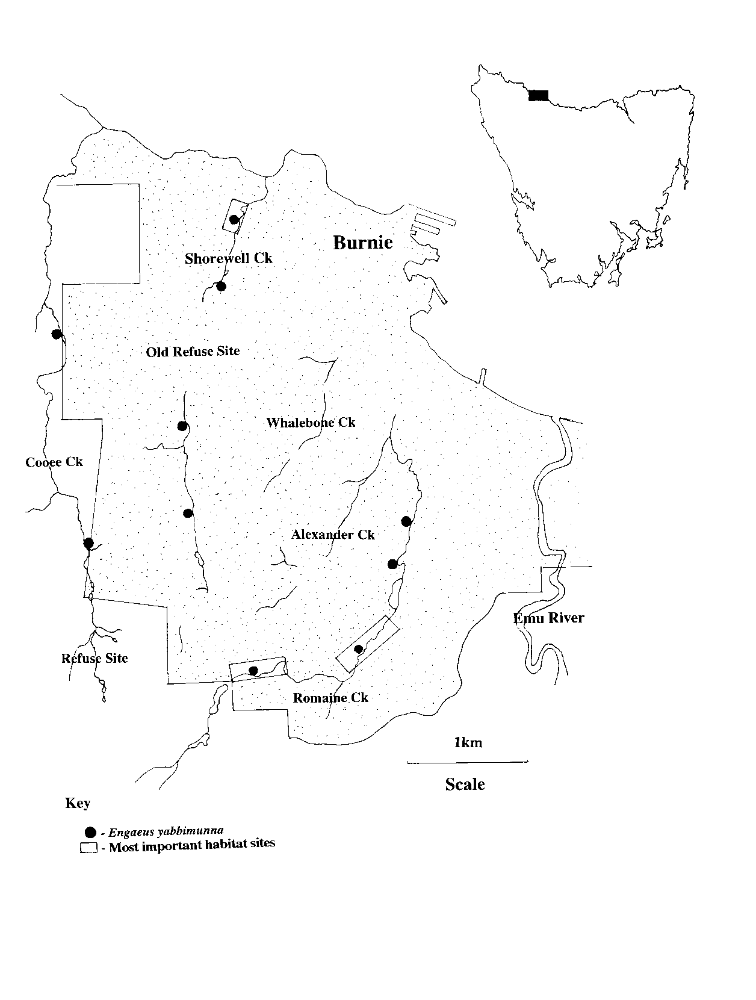 Burnie
Shorewell Ck
Old Refuse Site
Whalebone Ck
Cooee Ck
Alexander Ck
Emu River
Refuse Site
Romaine Ck
1km
Scale
Key
- Engaeus yabbimunna
- Most important habitat sites